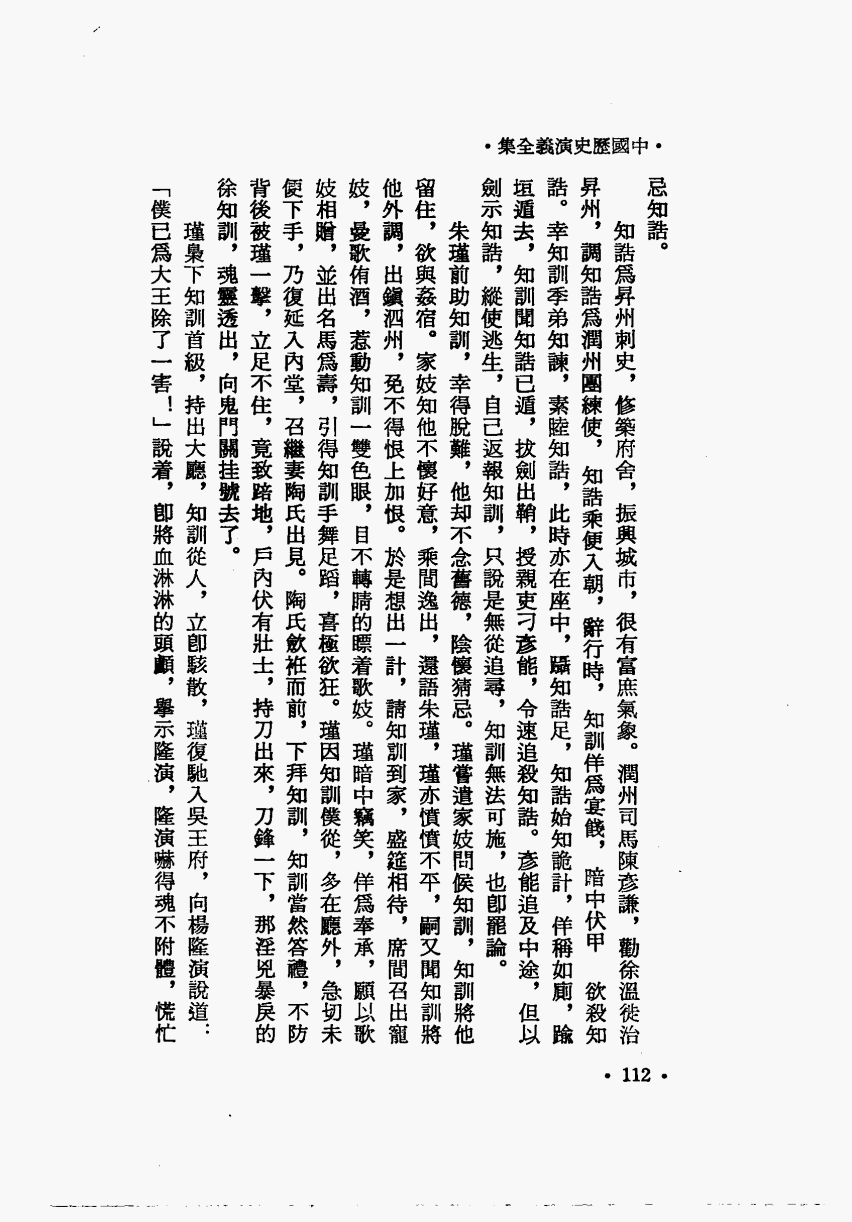 •中國歷史演義全集•
忌知誥。
知誥爲昇州刺史，修築府舍，振興城市，很有富庶氣象。潤州司馬陳彥謙，勸徐溫徙治
昇州，調知誥爲潤州團練使，知誥乘便入朝，辭行時，知訓佯爲宴餞，暗中伏甲　欲殺知
誥。幸知訓季弟知諫，素睦知誥，此時亦在座中，躡知誥足，知誥始知詭計，佯稱如廁，踰
垣遁去，知訓聞知誥已遁，拔劍出鞘，授親吏刁彥能，令速追殺知誥。彥能追及中途，但以
劍示知誥，縱使逃生，自己返報知訓，只說是無從追尋，知訓無法可施，也卽罷論。
朱瑾前助知訓，幸得脫難，他却不念舊德，陰懷猜忌。瑾嘗遣家妓問候知訓，知訓將他
留住，欲與姦宿。家妓知他不懷好意，乘間逸出，還語朱瑾，瑾亦憤憤不平，嗣又聞知訓將
他外調，出鎭泗州，免不得恨上加恨。於是想出一計，請知訓到家，盛筵相待，席間召出寵
妓，曼歌侑酒，惹動知訓一雙色眼，目不轉睛的瞟着歌妓。瑾暗中竊笑，佯爲奉承，願以歌
妓相贈，並出名馬爲壽，引得知訓手舞足蹈，喜極欲狂。瑾因知訓僕從，多在廳外，急切未
便下手，乃復延入內堂，召繼妻陶氏出見。陶氏歛袵而前，下拜知訓，知訓當然答禮，不防
背後被瑾一擊，立足不住，竟致踣地，戶內伏有壯士，持刀出來，刀鋒一下，那淫兇暴戾的
徐知訓，魂靈透出，向鬼門關挂號去了。
瑾梟下知訓首級，持出大廳，知訓從人，立卽駭散，瑾復馳入吳王府，向楊隆演說道：
「僕已爲大王除了一害！」說着，卽將血淋淋的頭顱，擧示隆演，隆演嚇得魂不附體，慌忙
•112•